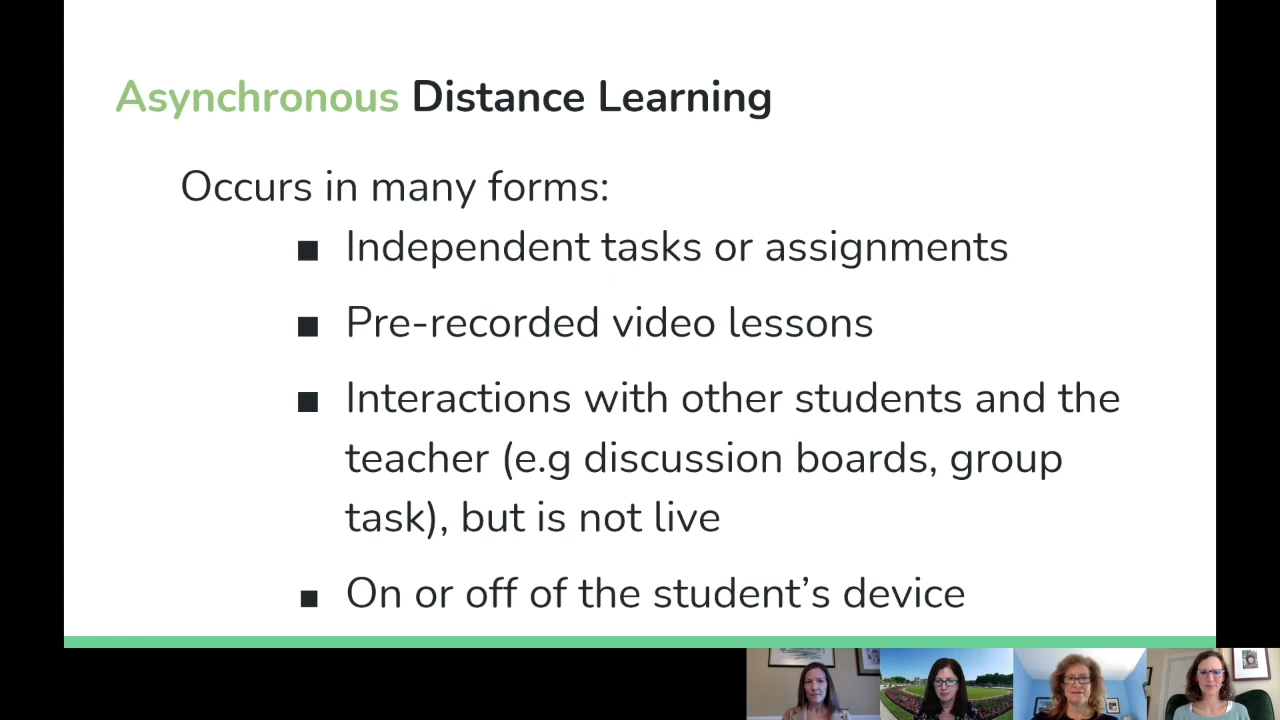 Asynchronous Distance Learning
Occurs in many forms:
■ Independent tasks or assignments
■ Pre-recorded video lessons
■ Interactions with other students and the
teacher (e.g discussion boards, group
task), but is not live
■ On or off of the student’s device